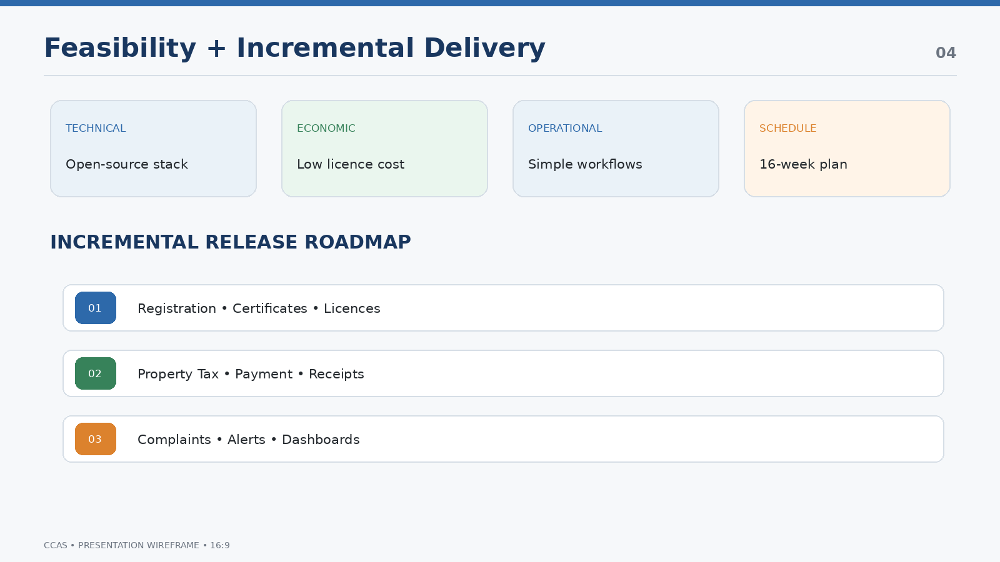 Feasibility + Incremental Delivery
04
TECHNICAL
Open-source stack
ECONOMIC
Low licence cost
OPERATIONAL
Simple workflows
SCHEDULE
16-week plan
INCREMENTAL RELEASE ROADMAP
01 Registration • Certificates • Licences
02 Property Tax • Payment • Receipts
03 Complaints • Alerts • Dashboards
CCAS • PRESENTATION WIREFRAME • 16:9